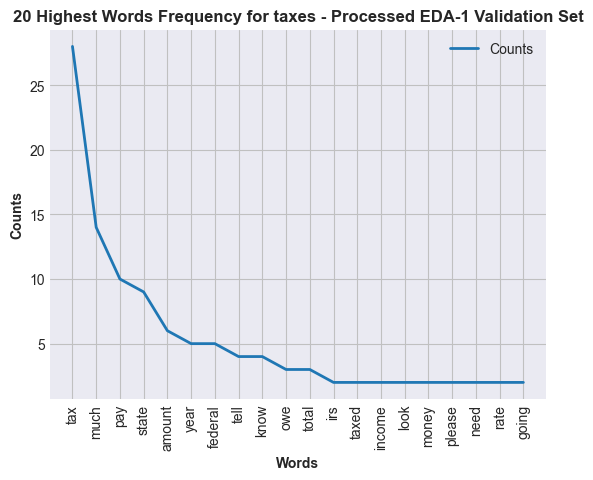 20 Highest Words Frequency for taxes - Processed EDA-1 Validation Set
Counts
25
20
15
10
5
Counts
tax
much
pay
state
amount
year
federal
tell
know
owe
total
irs
taxed
income
look
money
please
need
rate
going
Words